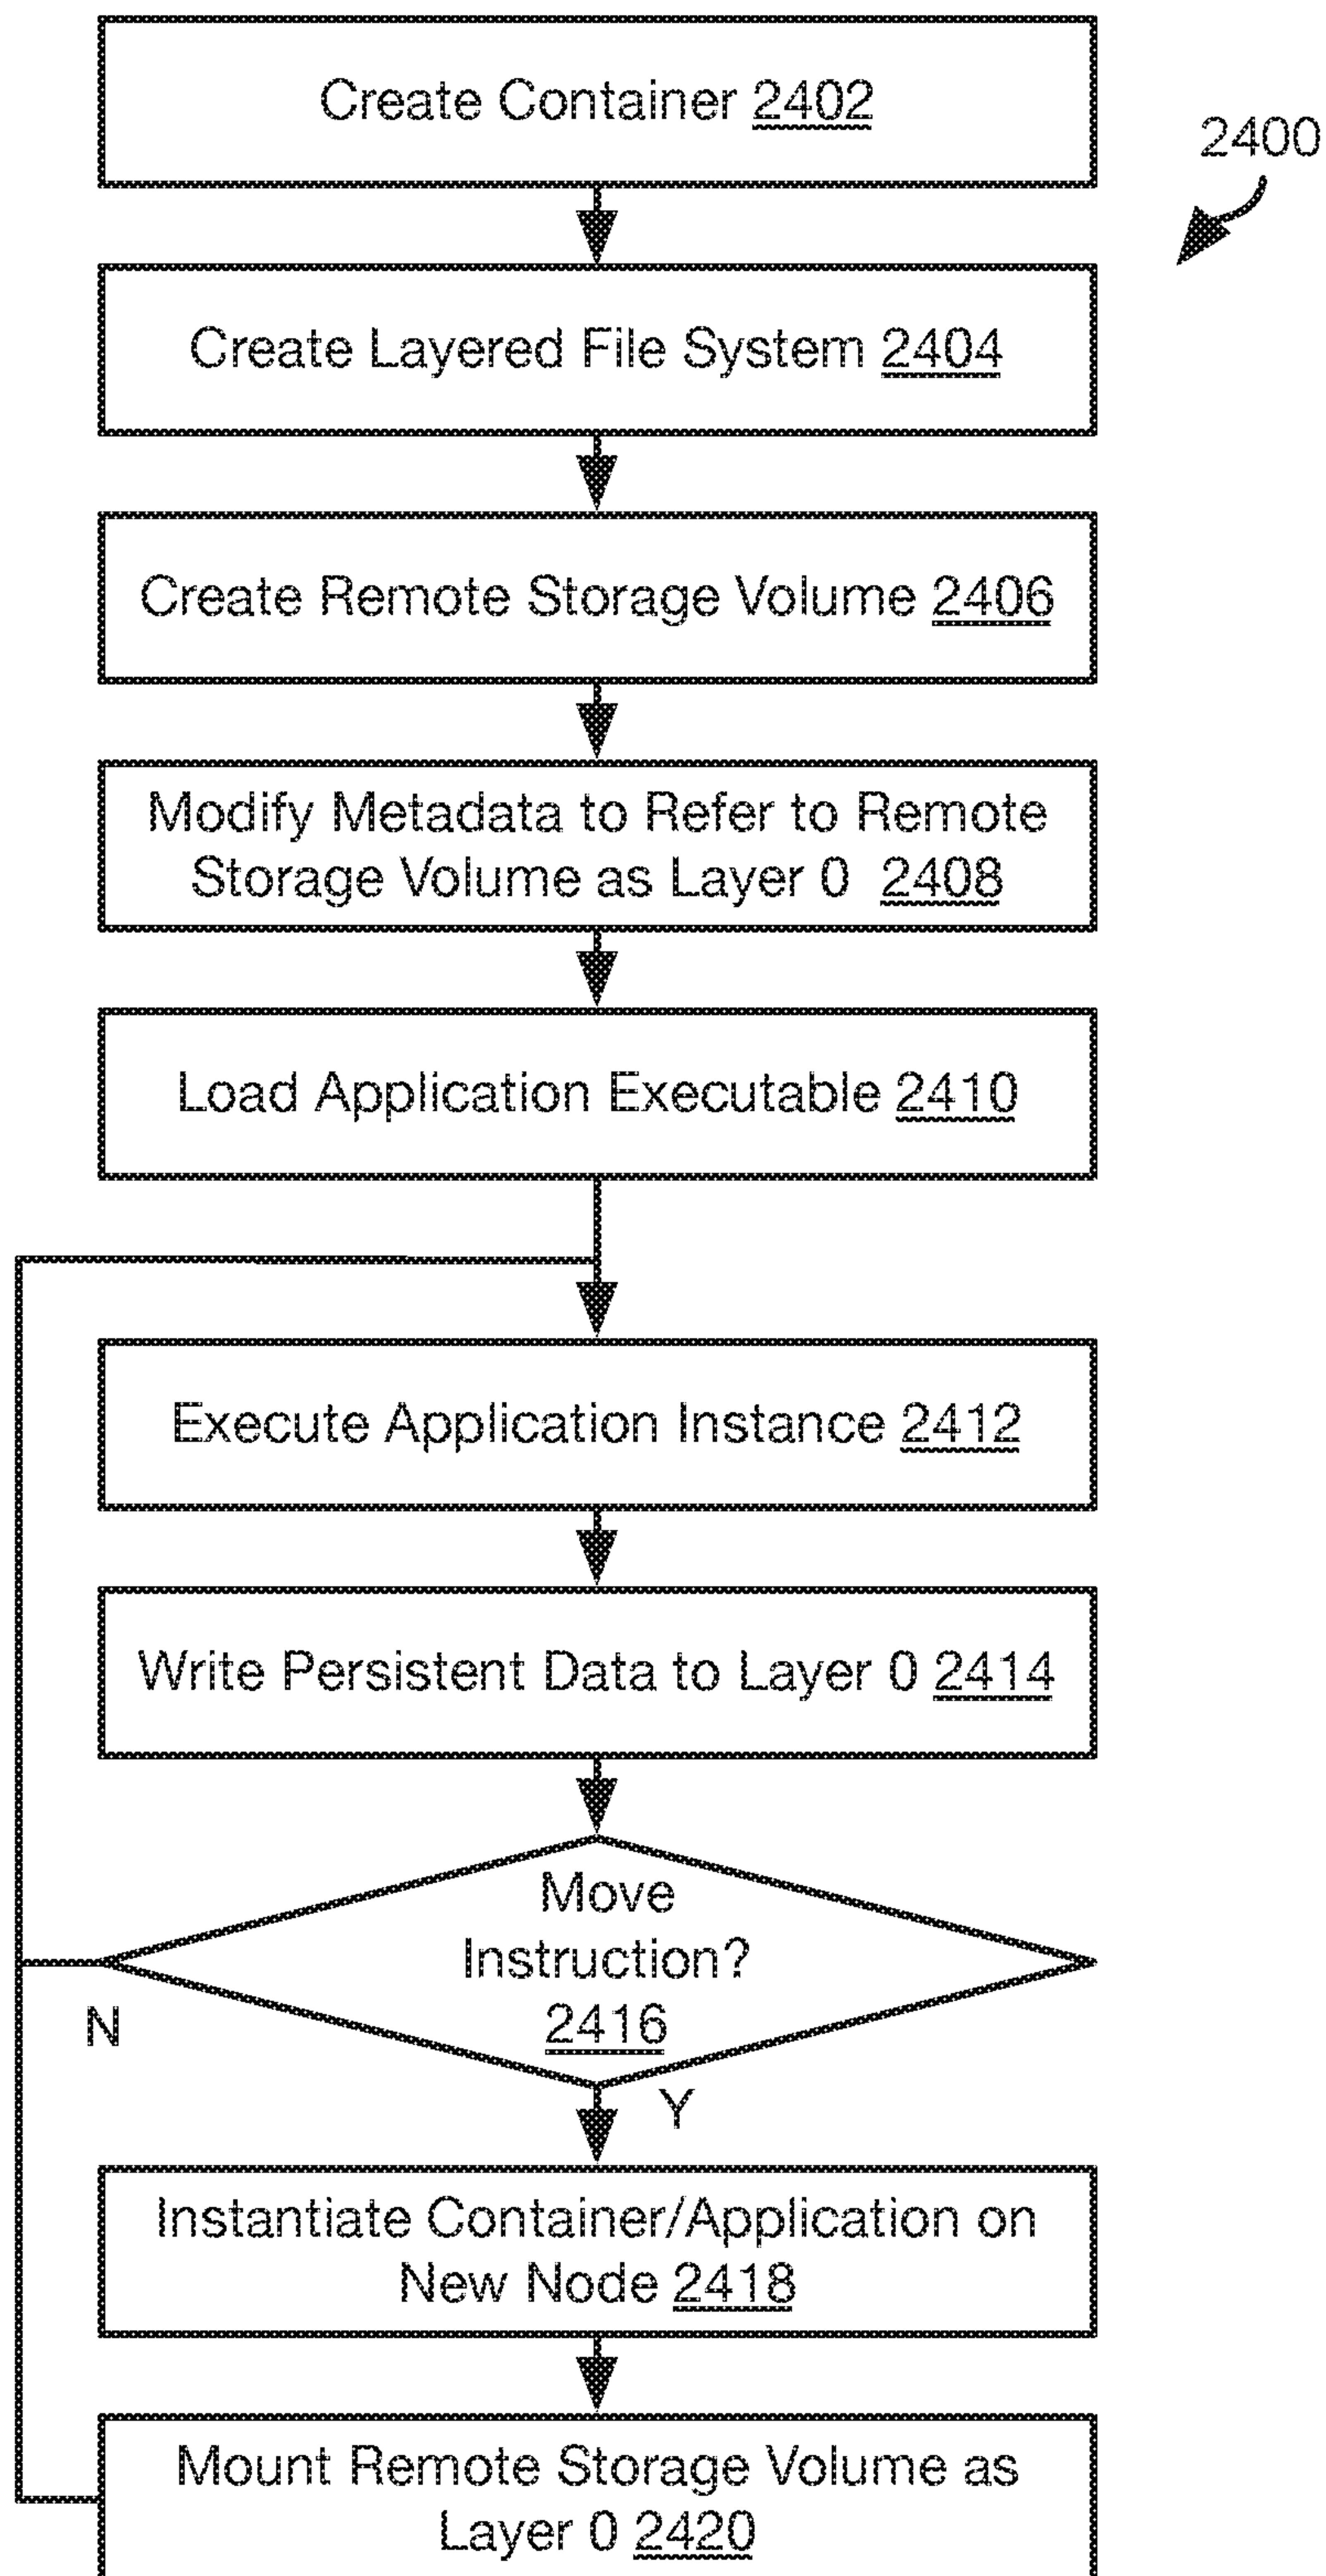 Create Container 2402
2400
Create Layered File System 2404
Create Remote Storage Volume 2406
Modify Metadata to Refer to Remote
Storage Volume as Layer 0 2408
Load Application Executable 2410
Execute Application Instance 2412
Write Persistent Data to Layer 0 2414
Move
Instruction?
2416
N
Y
Instantiate Container/Application on
New Node 2418
Mount Remote Storage Volume as
Layer 0 2420